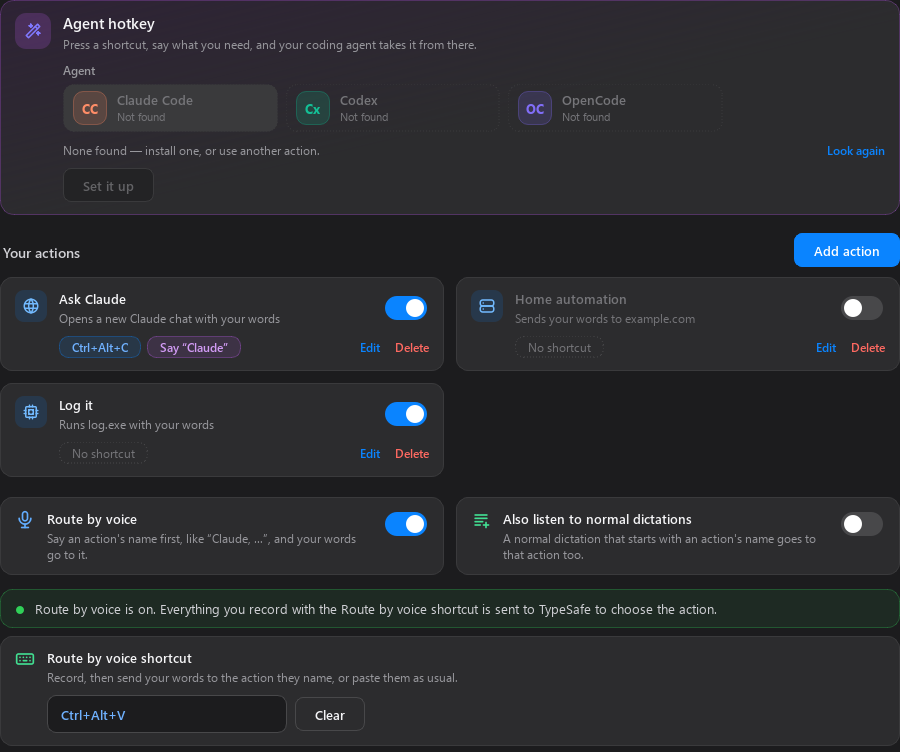 Agent hotkey
Press a shortcut, say what you need, and your coding agent takes it from there.
Agent
CC
Claude Code
Not found
Cx
Codex
Not found
OC
OpenCode
Not found
None found — install one, or use another action.
Look again
Set it up
Your actions
Add action
Ask Claude
Opens a new Claude chat with your words
Ctrl+Alt+C
Say “Claude”
Edit
Delete
Home automation
Sends your words to example.com
No shortcut
Edit
Delete
Log it
Runs log.exe with your words
No shortcut
Edit
Delete
Route by voice
Say an action's name first, like “Claude, ...”, and your words
go to it.
Also listen to normal dictations
A normal dictation that starts with an action's name goes to
that action too.
Route by voice is on. Everything you record with the Route by voice shortcut is sent to TypeSafe to choose the action.
Route by voice shortcut
Record, then send your words to the action they name, or paste them as usual.
Ctrl+Alt+V
Clear